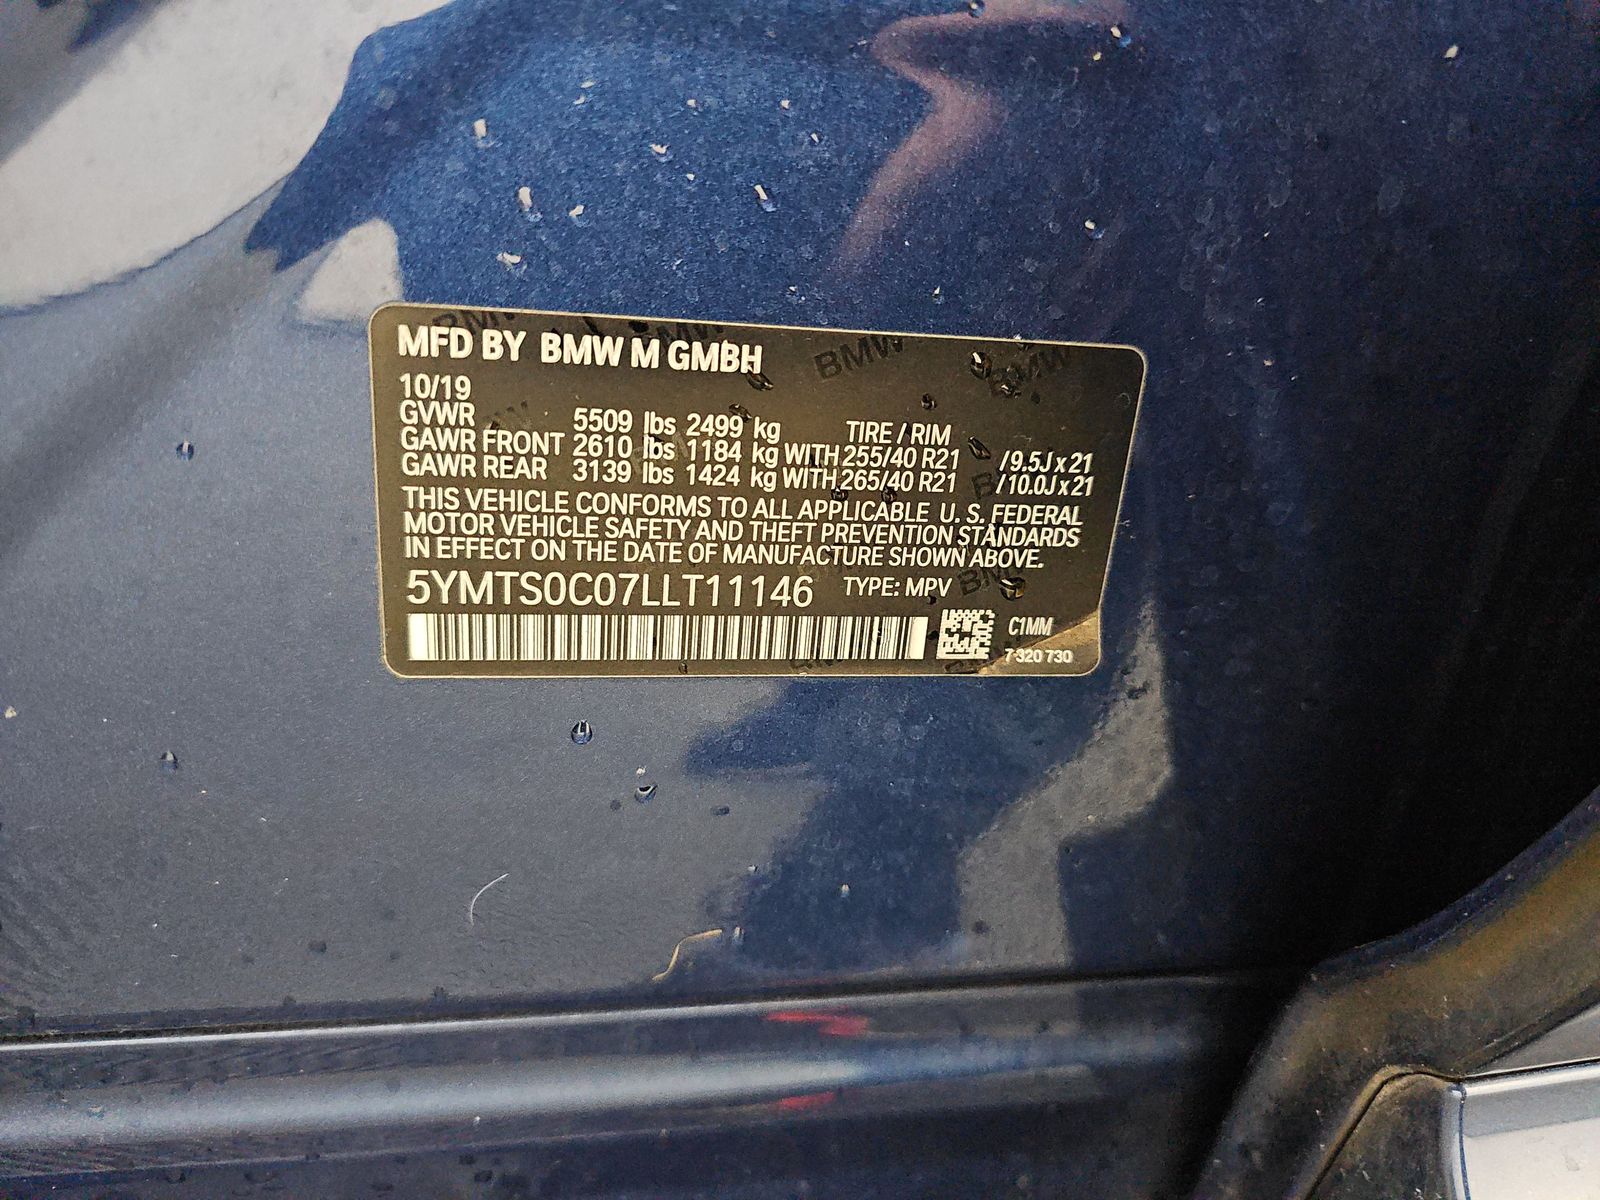 MFD BY BMW M GMBH
10/19
GVWR 5509 lbs 2499 kg TIRE / RIM
GAWR FRONT 2610 lbs 1184 kg WITH 255/40 R21 / 9.5J x 21
GAWR REAR 3139 lbs 1424 kg WITH 265/40 R21 / 10.0J x 21
THIS VEHICLE CONFORMS TO ALL APPLICABLE U. S. FEDERAL
MOTOR VEHICLE SAFETY AND THEFT PREVENTION STANDARDS
IN EFFECT ON THE DATE OF MANUFACTURE SHOWN ABOVE.
5YMTS0C07LLT11146 TYPE: MPV
C1MM
7 320 730